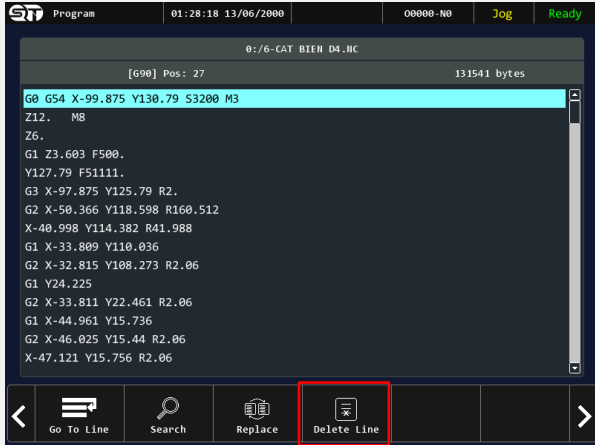 Program 01:28:18 13/06/2000 O0000-N0 Jog Ready
0:/6-CAT BIEN D4.NC
[G90] Pos: 27 131541 bytes
G0 G54 X-99.875 Y130.79 S3200 M3
Z12. M8
Z6.
G1 Z3.603 F500.
Y127.79 F51111.
G3 X-97.875 Y125.79 R2.
G2 X-50.366 Y118.598 R160.512
X-40.998 Y114.382 R41.988
G1 X-33.809 Y110.036
G2 X-32.815 Y108.273 R2.06
G1 Y24.225
G2 X-33.811 Y22.461 R2.06
G1 X-44.961 Y15.736
G2 X-46.025 Y15.44 R2.06
X-47.121 Y15.756 R2.06
Go To Line Search Replace Delete Line